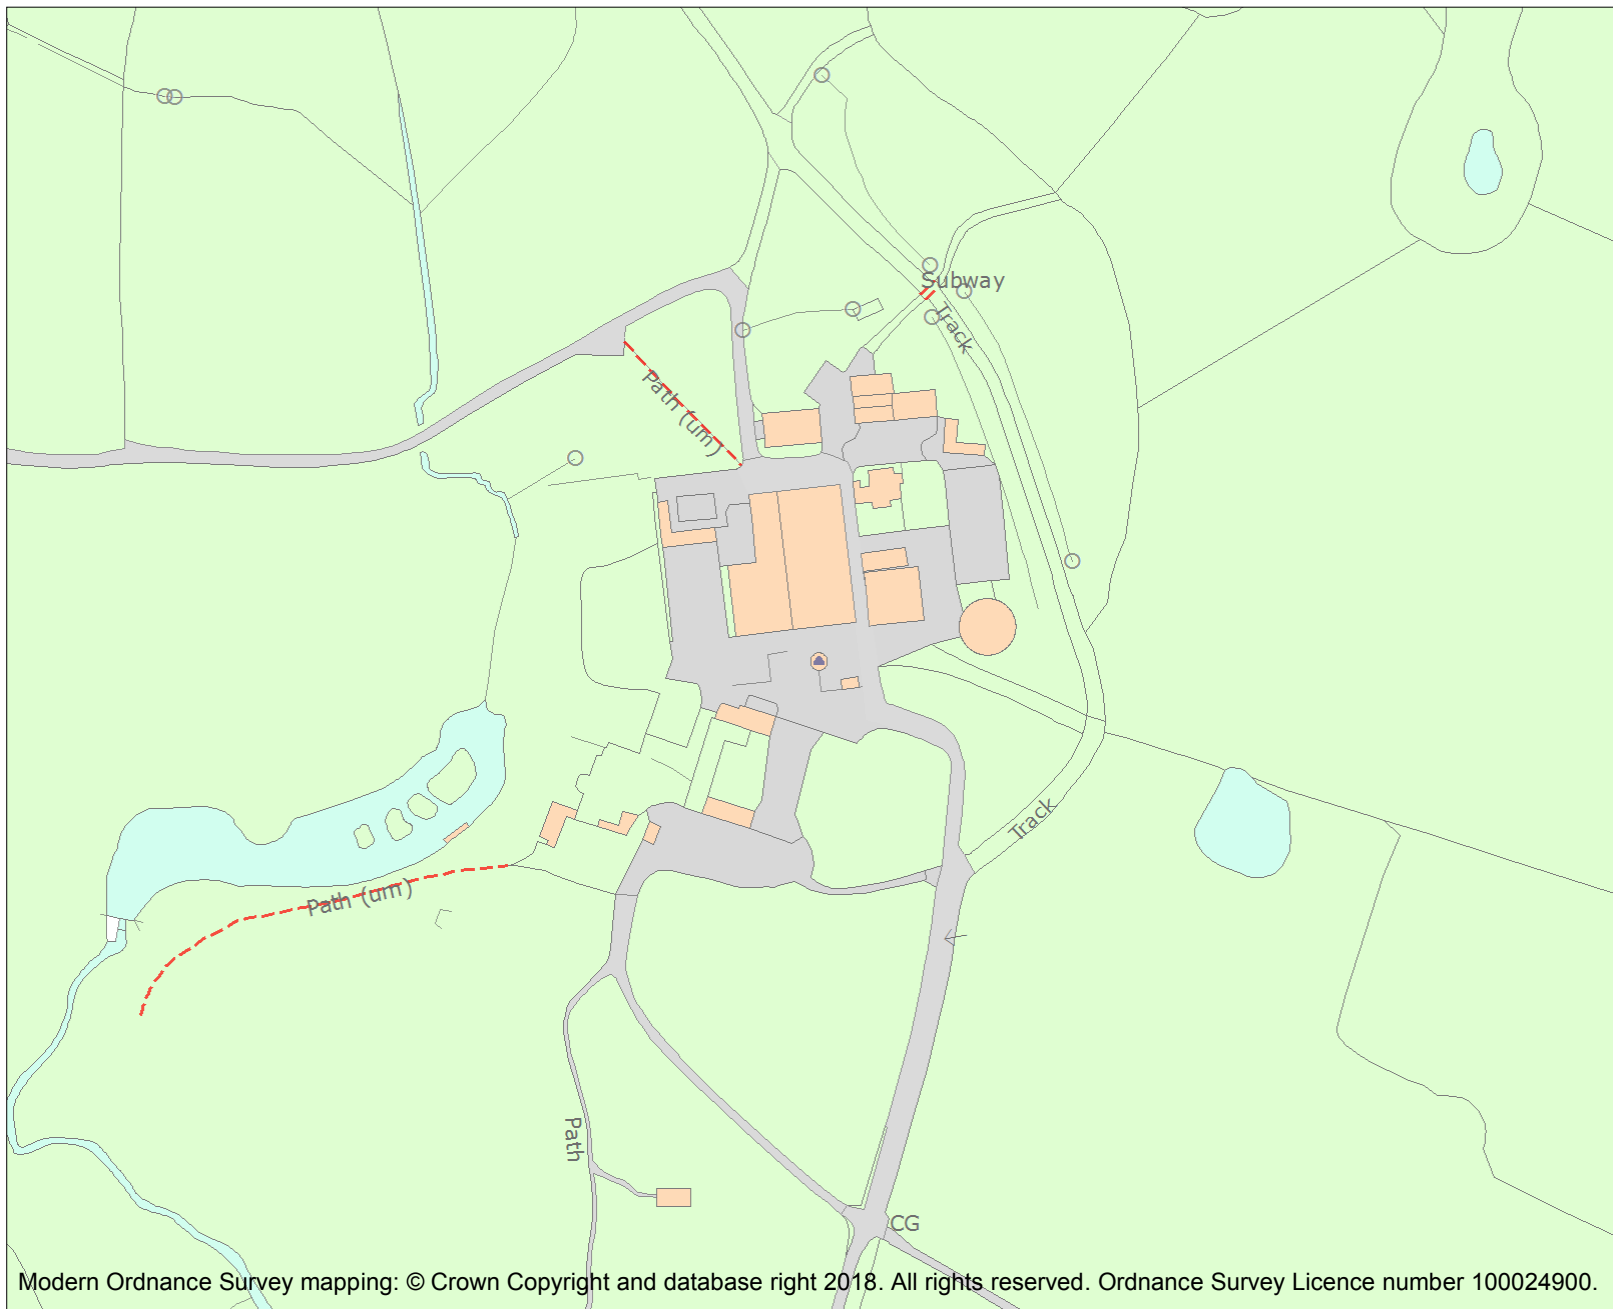 Subway
Track
Path (um)
Track
Path (um)
Path
CG
Modern Ordnance Survey mapping: © Crown Copyright and database right 2018. All rights reserved. Ordnance Survey Licence number 100024900.